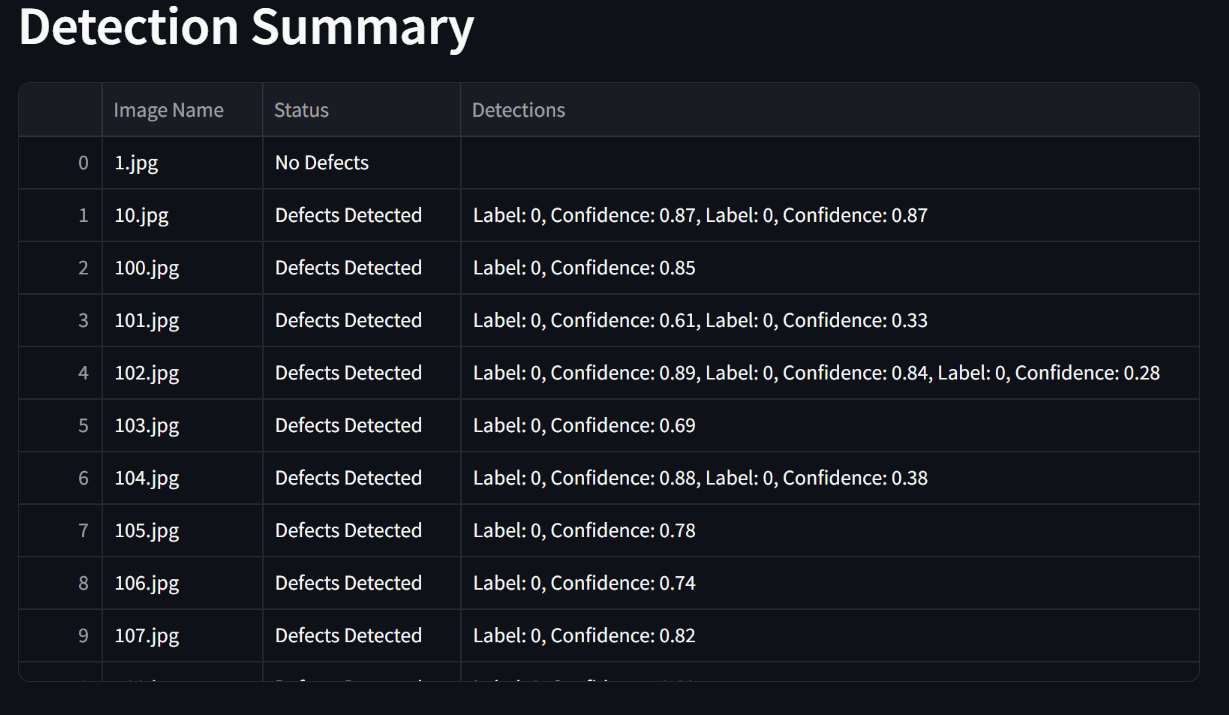 Detection Summary
Image Name Status Detections
0 1.jpg No Defects
1 10.jpg Defects Detected Label: 0, Confidence: 0.87, Label: 0, Confidence: 0.87
2 100.jpg Defects Detected Label: 0, Confidence: 0.85
3 101.jpg Defects Detected Label: 0, Confidence: 0.61, Label: 0, Confidence: 0.33
4 102.jpg Defects Detected Label: 0, Confidence: 0.89, Label: 0, Confidence: 0.84, Label: 0, Confidence: 0.28
5 103.jpg Defects Detected Label: 0, Confidence: 0.69
6 104.jpg Defects Detected Label: 0, Confidence: 0.88, Label: 0, Confidence: 0.38
7 105.jpg Defects Detected Label: 0, Confidence: 0.78
8 106.jpg Defects Detected Label: 0, Confidence: 0.74
9 107.jpg Defects Detected Label: 0, Confidence: 0.82